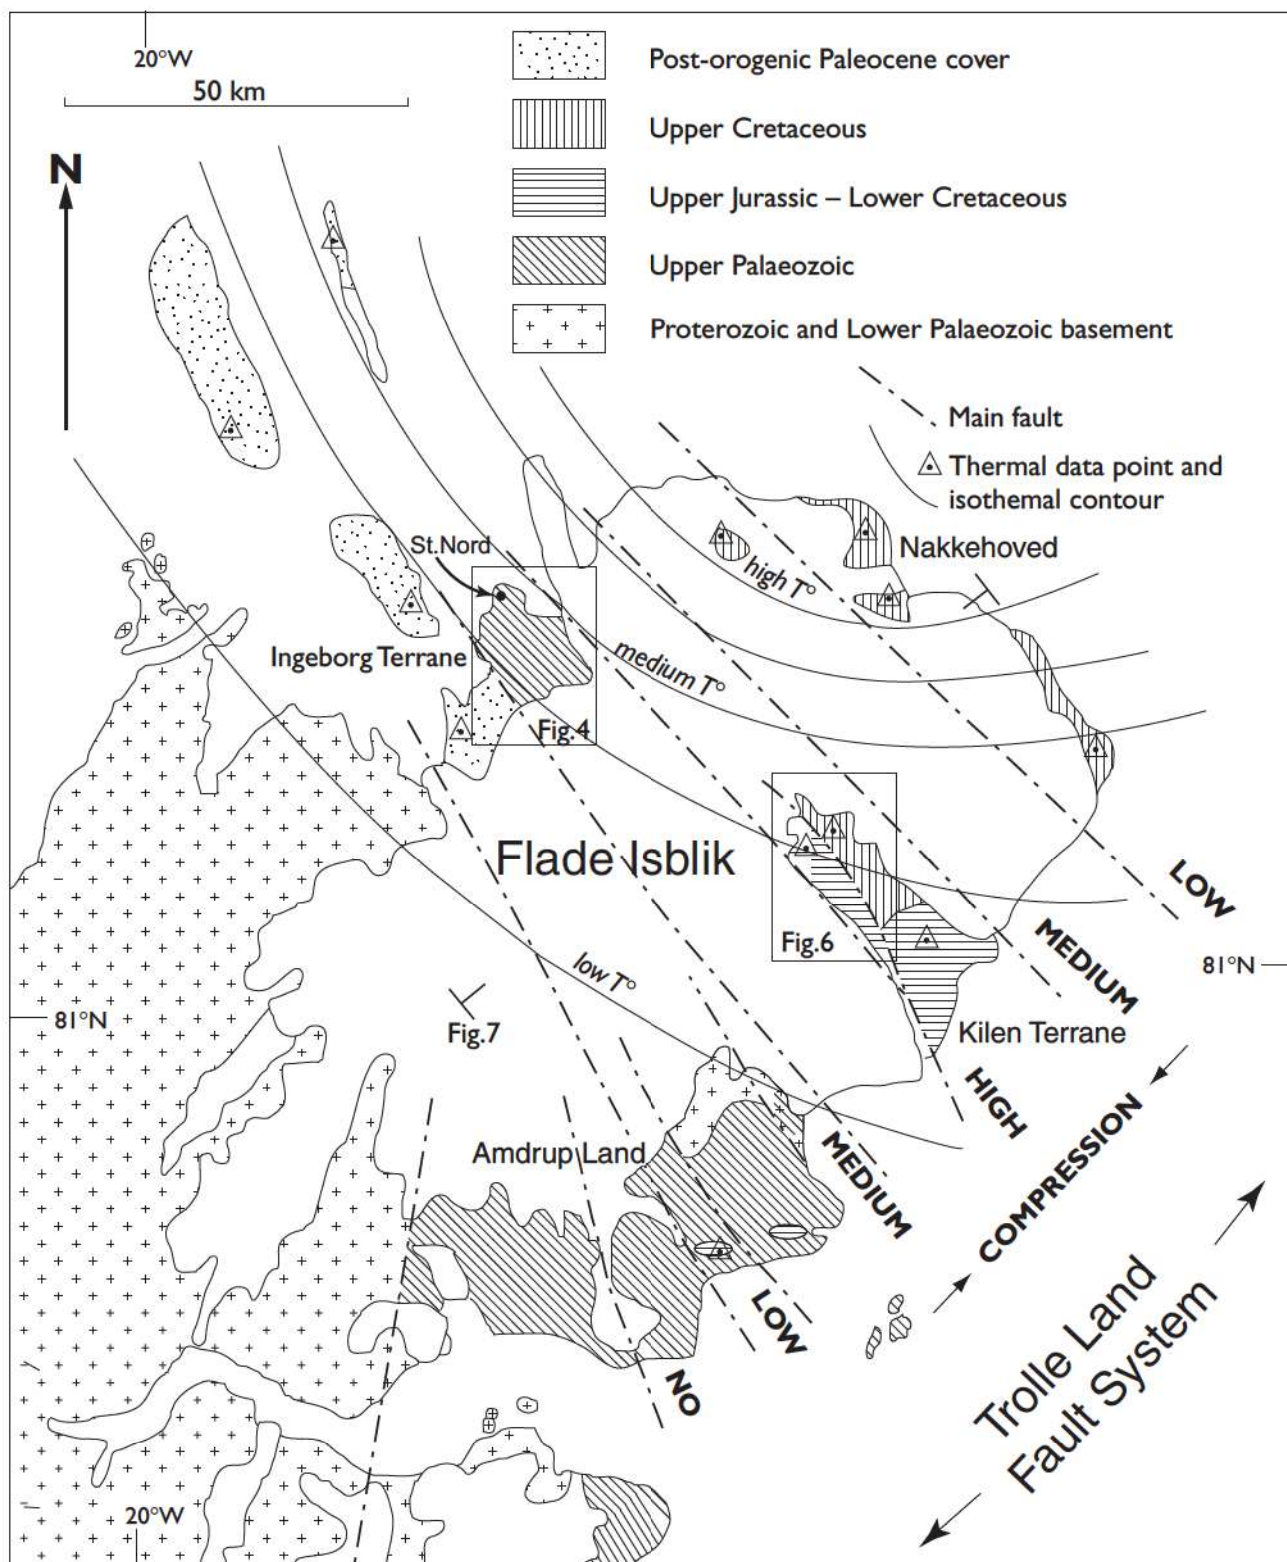 20°W
50 km
N
Post-orogenic Paleocene cover
Upper Cretaceous
Upper Jurassic – Lower Cretaceous
Upper Palaeozoic
Proterozoic and Lower Palaeozoic basement
Main fault
Thermal data point and
isothemal contour
St.Nord
Nakkehoved
high T°
Ingeborg Terrane
medium T°
Fig.4
Flade Isblik
LOW
Fig.6
MEDIUM
low T°
81°N
81°N
Fig.7
Kilen Terrane
HIGH
COMPRESSION
Amdrup Land
MEDIUM
LOW
NO
Trolle Land
Fault System
20°W